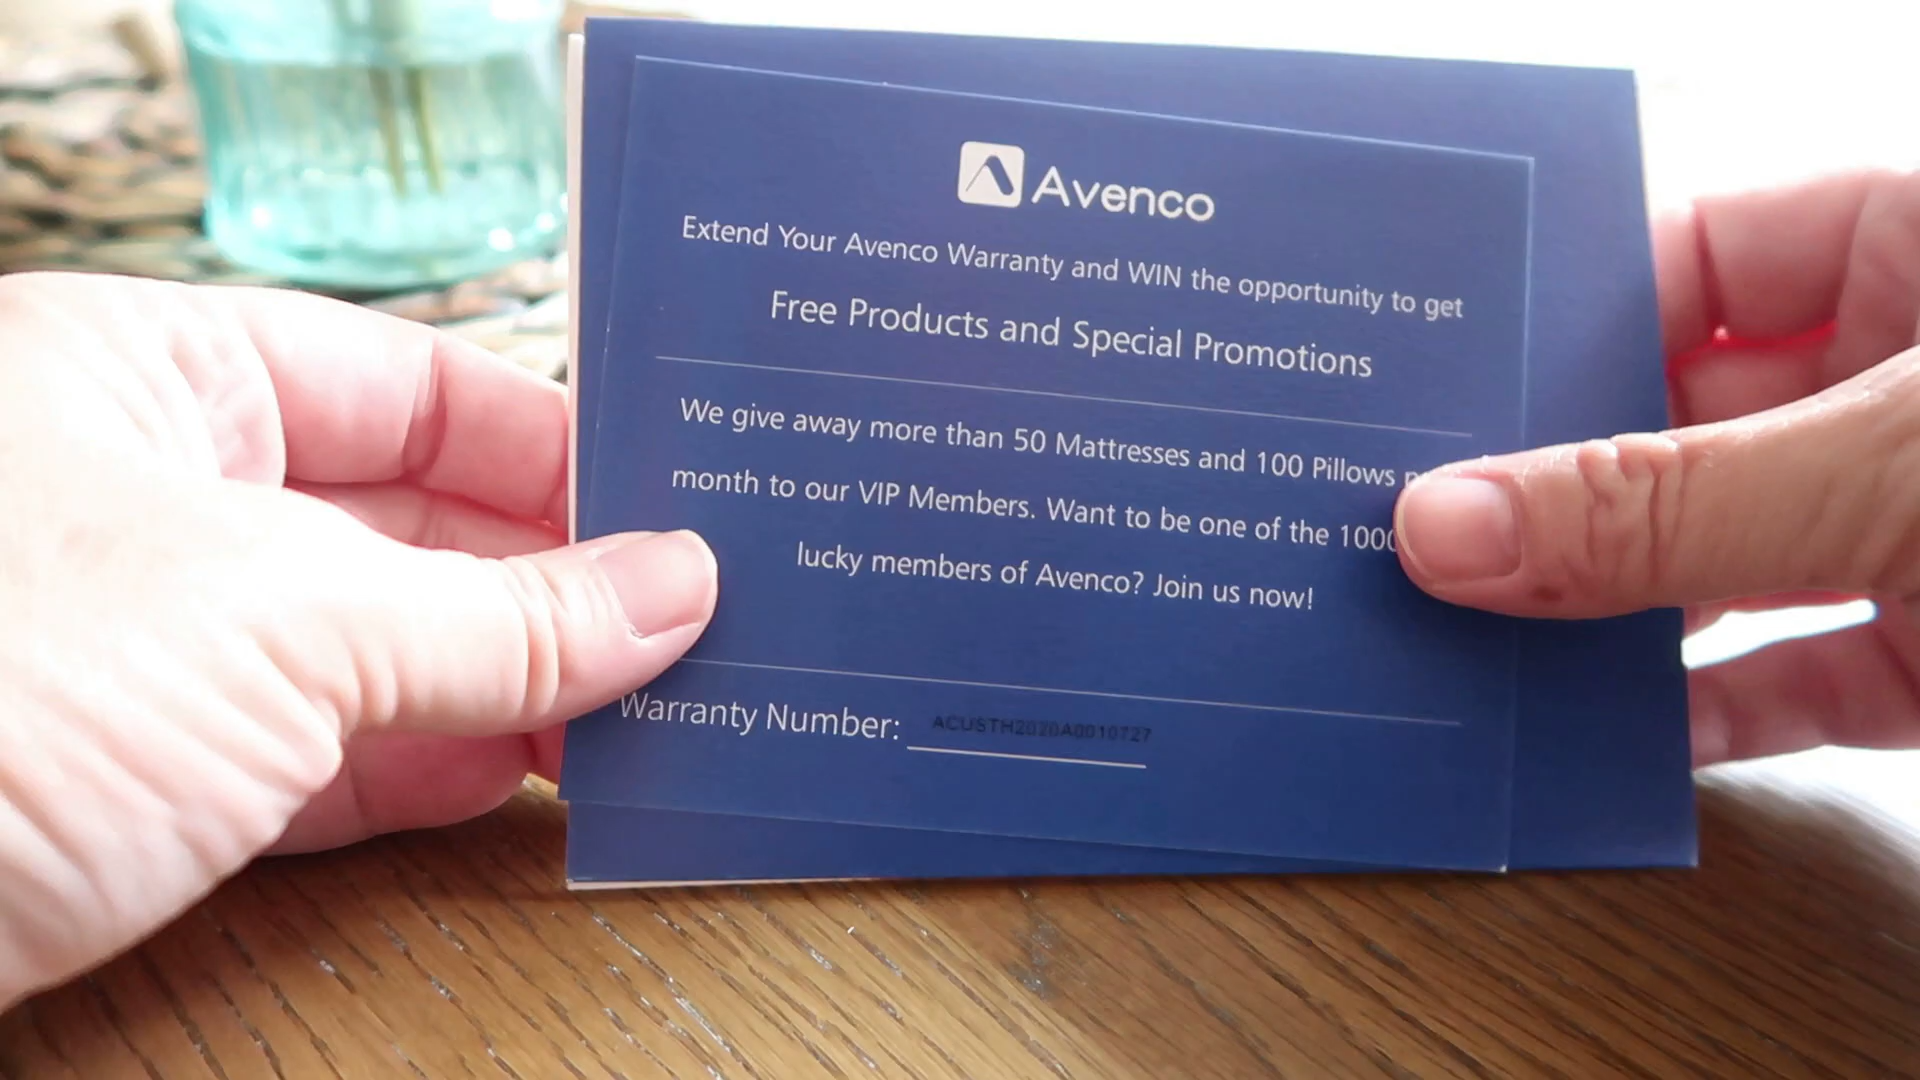 Avenco
Extend Your Avenco Warranty and WIN the opportunity to get
Free Products and Special Promotions
We give away more than 50 Mattresses and 100 Pillows
month to our VIP Members. Want to be one of the
lucky members of Avenco? Join us now!
Warranty Number: ACUSTH2020A0010727